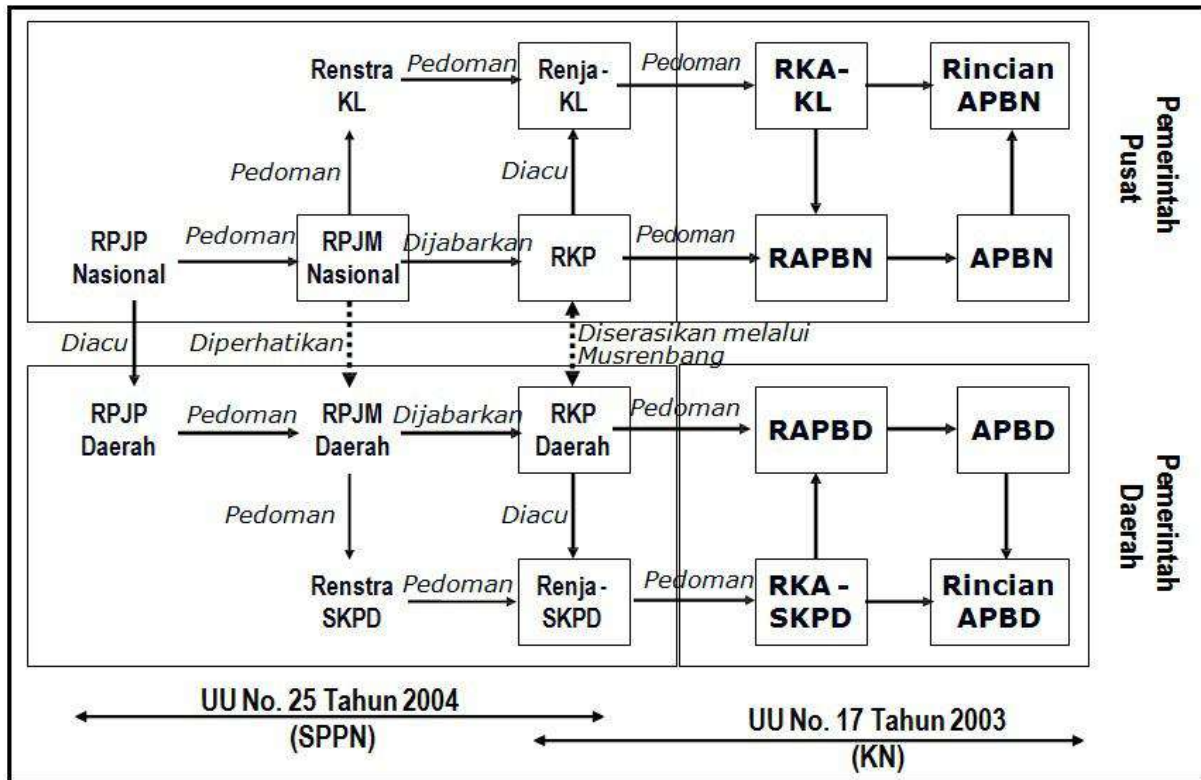 Renstra
KL
Pedoman
Renja-
KL
Pedoman
RKA-
KL
Rincian
APBN
Pedoman
Diacu
RPJP
Nasional
Pedoman
RPJM
Nasional
Dijabarkan
RKP
Pedoman
RAPBN
APBN
Pemerintah
Pusat
Diacu
Diperhatikan
Diserasikan melalui
Musrenbang
RPJP
Daerah
Pedoman
RPJM
Daerah
Dijabarkan
RKP
Daerah
Pedoman
RAPBD
APBD
Pedoman
Diacu
Renstra
SKPD
Pedoman
Renja-
SKPD
Pedoman
RKA -
SKPD
Rincian
APBD
Pemerintah
Daerah
UU No. 25 Tahun 2004
(SPPN)
UU No. 17 Tahun 2003
(KN)